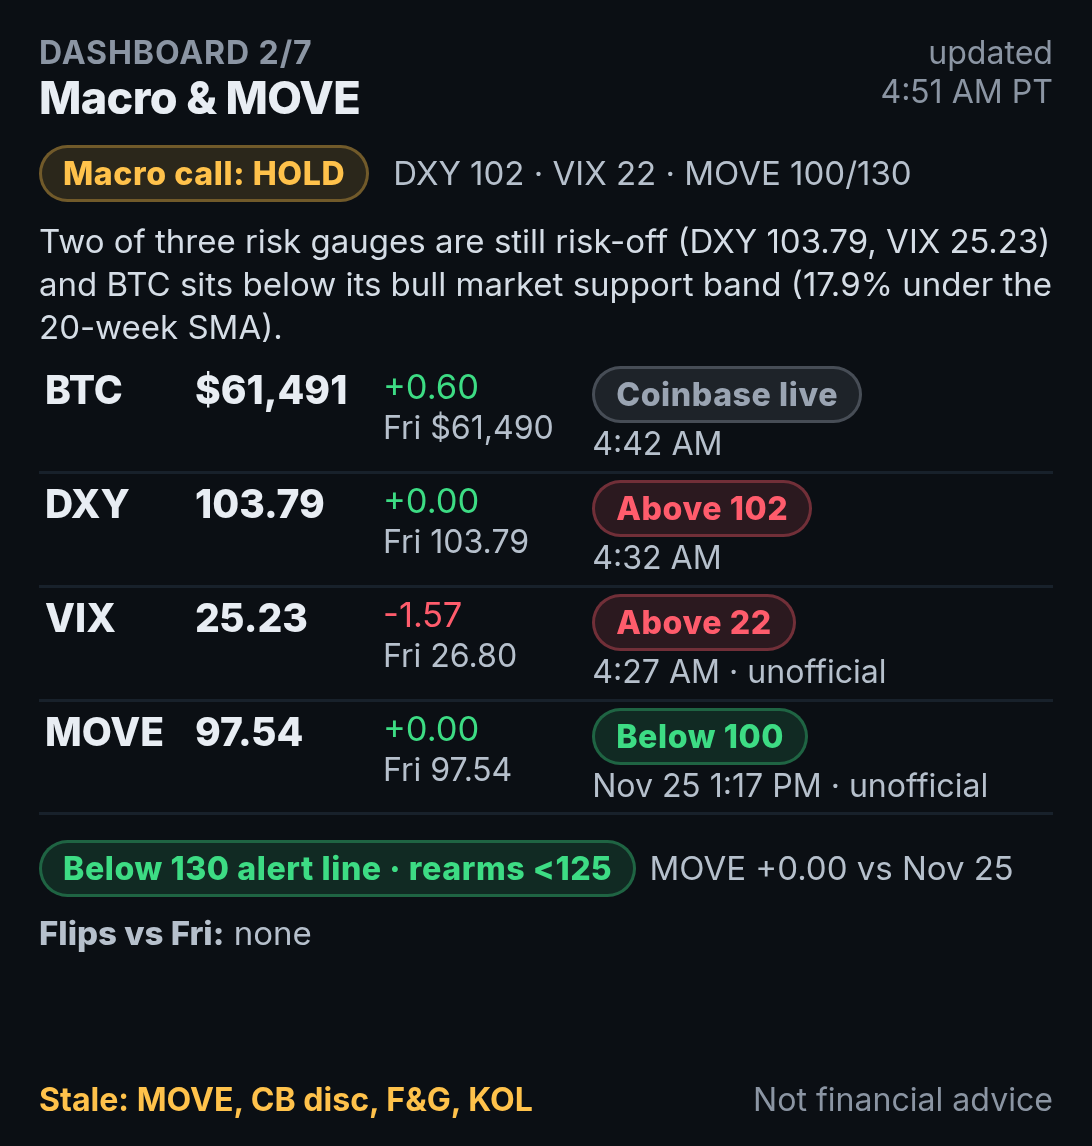 DASHBOARD 2/7
updated
Macro & MOVE
4:51 AM PT
Macro call: HOLD DXY 102 · VIX 22 · MOVE 100/130
Two of three risk gauges are still risk-off (DXY 103.79, VIX 25.23)
and BTC sits below its bull market support band (17.9% under the
20-week SMA).
BTC $61,491 +0.60 Coinbase live
Fri $61,490 4:42 AM
DXY 103.79 +0.00 Above 102
Fri 103.79 4:32 AM
VIX 25.23 -1.57 Above 22
Fri 26.80 4:27 AM · unofficial
MOVE 97.54 +0.00 Below 100
Fri 97.54 Nov 25 1:17 PM · unofficial
Below 130 alert line · rearms <125 MOVE +0.00 vs Nov 25
Flips vs Fri: none
Stale: MOVE, CB disc, F&G, KOL Not financial advice